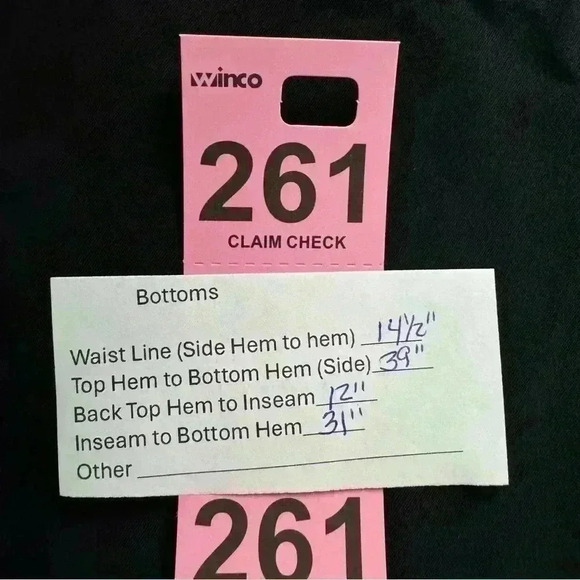 winco
261
CLAIM CHECK
Bottoms
Waist Line (Side Hem to hem) 14½"
Top Hem to Bottom Hem (Side) 39"
Back Top Hem to Inseam 12"
Inseam to Bottom Hem 31"
Other
261